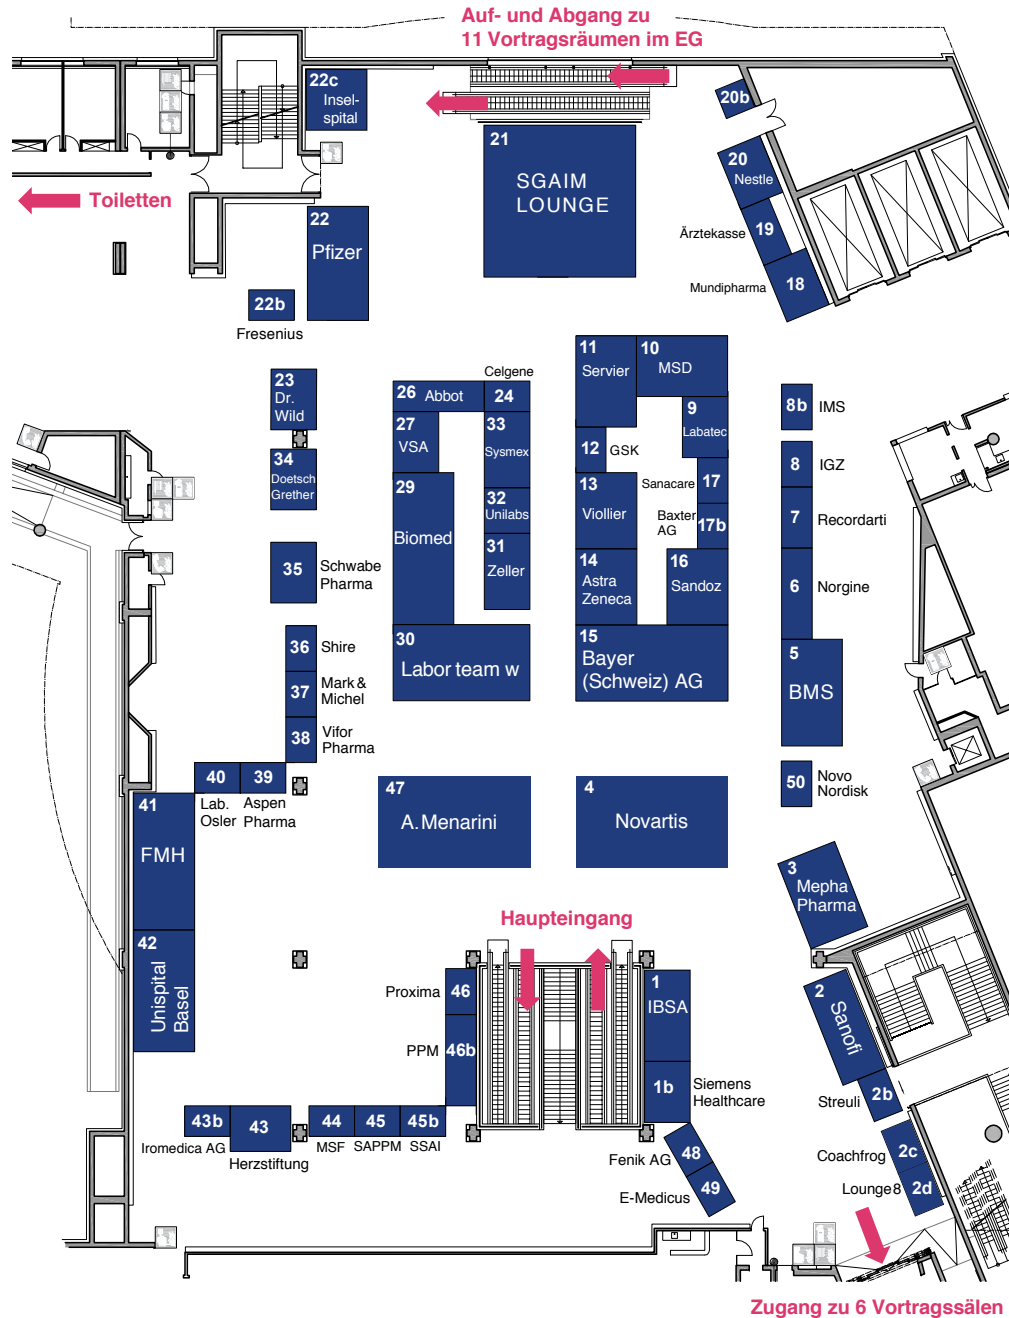 Auf- und Abgang zu
11 Vortragsräumen im EG
22c
Insel-
spital
21
SGAIM
LOUNGE
20b
20
Nestle
Toiletten
22
Pfizer
Ärztekasse
19
Mundipharma
18
22b
Fresenius
23
Dr.
Wild
26
Abbot
Celgene
24
11
Servier
10
MSD
8b
IMS
27
VSA
33
Sysmex
9
Labatec
12
GSK
34
Doetsch
Grether
8
IGZ
29
Biomed
32
Unilabs
13
Viollier
Sanacare
17
7
Recordarti
Baxter
AG
17b
35
Schwabe
Pharma
31
Zeller
14
Astra
Zeneca
16
Sandoz
6
Norgine
36
Shire
30
Labor team w
15
Bayer
(Schweiz) AG
5
BMS
37
Mark &
Michel
38
Vifor
Pharma
40
39
Lab.
Osler
Aspen
Pharma
47
A. Menarini
4
Novartis
50
Novo
Nordisk
41
FMH
3
Mepha
Pharma
Haupteingang
42
Unispital
Basel
Proxima
46
1
IBSA
2
Sanofi
PPM
46b
1b
Siemens
Healthcare
2b
Streuli
43b
43
44
45
45b
Iromedica AG
Herzstiftung
MSF
SAPPM
SSAI
Fenik AG
48
Coachfrog
2c
E-Medicus
49
Lounge 8
2d
Zugang zu 6 Vortragssälen